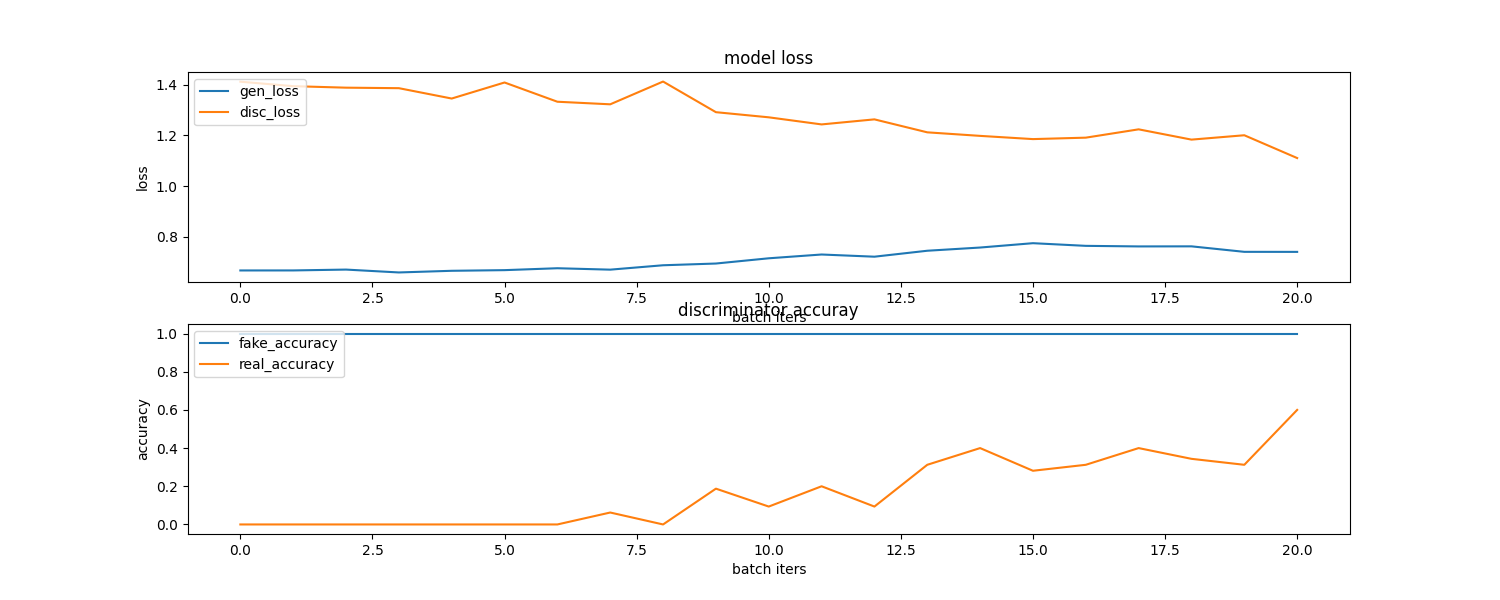 model loss
gen_loss
disc_loss
1.4
1.2
1.0
0.8
loss
0.0 2.5 5.0 7.5 10.0 12.5 15.0 17.5 20.0
batch iters
discriminator accuray
fake_accuracy
real_accuracy
1.0
0.8
0.6
0.4
0.2
0.0
accuracy
0.0 2.5 5.0 7.5 10.0 12.5 15.0 17.5 20.0
batch iters